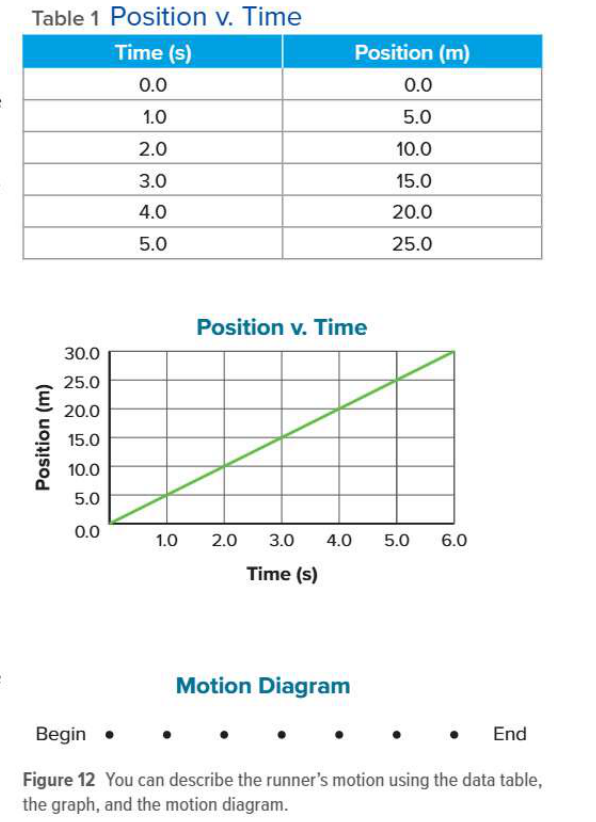 Table 1 Position v. Time
Time (s) Position (m)
0.0 0.0
1.0 5.0
2.0 10.0
3.0 15.0
4.0 20.0
5.0 25.0
Position v. Time
Position (m)
30.0
25.0
20.0
15.0
10.0
5.0
0.0
1.0 2.0 3.0 4.0 5.0 6.0
Time (s)
Motion Diagram
Begin • • • • • • • End
Figure 12 You can describe the runner's motion using the data table,
the graph, and the motion diagram.